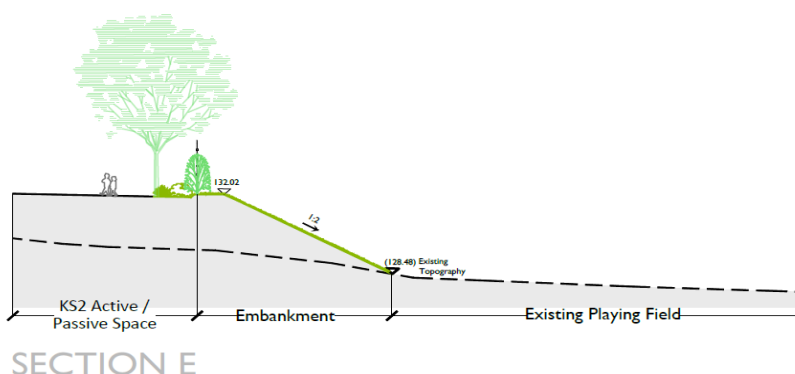 132.02
1:2
(128.48) Existing
Topography
KS2 Active /
Passive Space
Embankment
Existing Playing Field
SECTION E